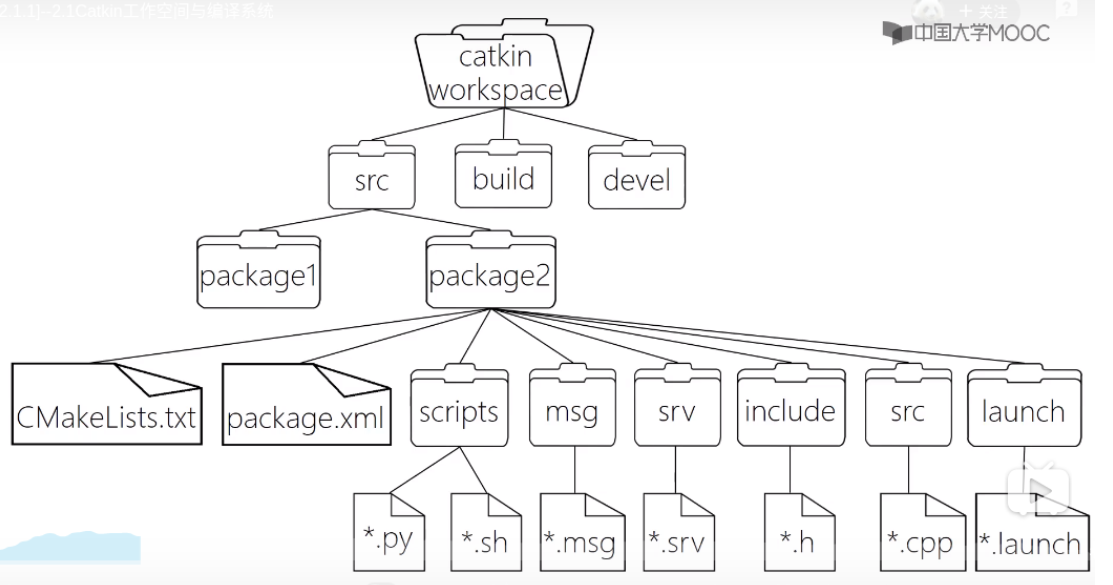 2.1.1]--2.1Catkin工作空间与编译系统
+ 关注
?
中国大学MOOC
catkin
workspace
src
build
devel
package1
package2
CMakeLists.txt
package.xml
scripts
msg
srv
include
src
launch
*.py
*.sh
*.msg
*.srv
*.h
*.cpp
*.launch